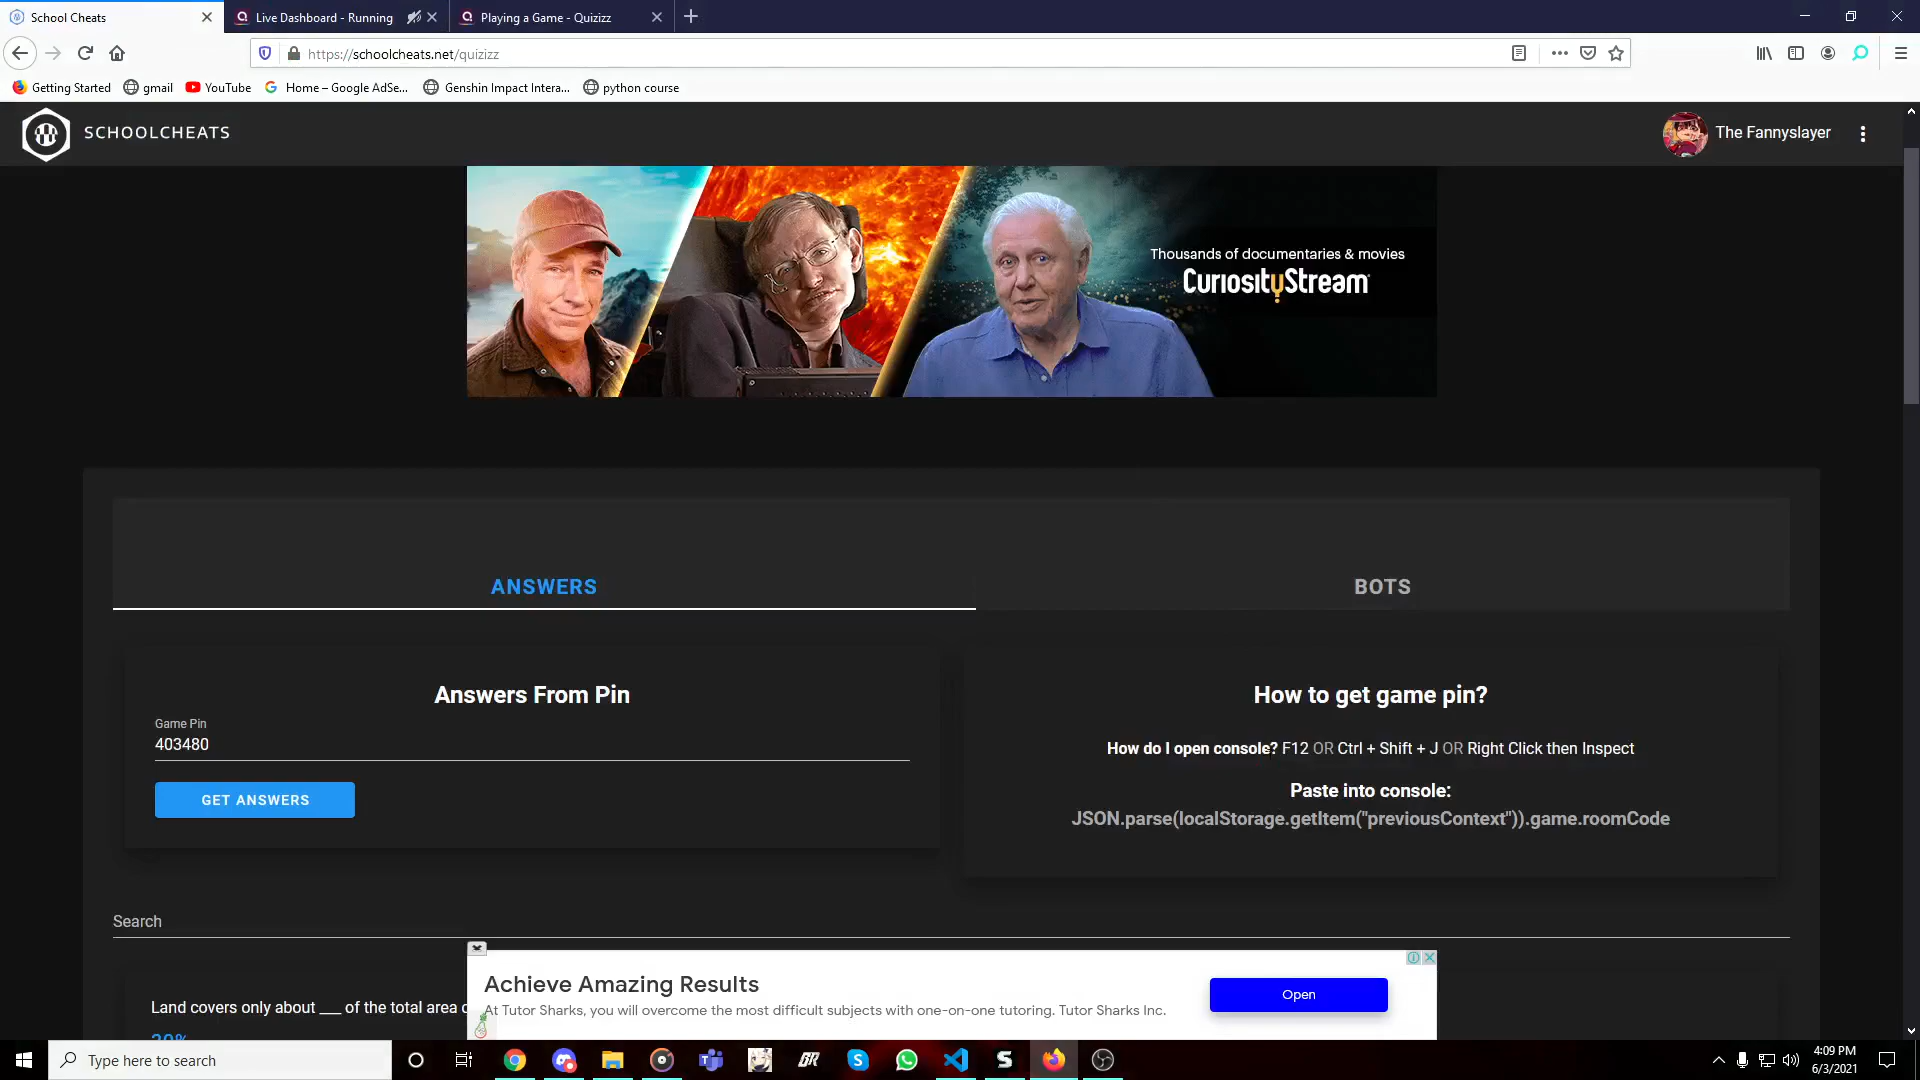 School Cheats
Live Dashboard - Running
Playing a Game - Quizizz
https://schoolcheats.net/quizizz
Getting Started
gmail
YouTube
Home – Google AdSe...
Genshin Impact Intera...
python course
SCHOOLCHEATS
The Fannyslayer
Thousands of documentaries & movies
CuriosityStream
ANSWERS
BOTS
Answers From Pin
Game Pin
403480
GET ANSWERS
How to get game pin?
How do I open console? F12 OR Ctrl + Shift + J OR Right Click then Inspect
Paste into console:
JSON.parse(localStorage.getItem("previousContext")).game.roomCode
Search
Land covers only about ___ of the total area
Achieve Amazing Results
At Tutor Sharks, you will overcome the most difficult subjects with one-on-one tutoring. Tutor Sharks Inc.
Open
Type here to search
4:09 PM
6/3/2021